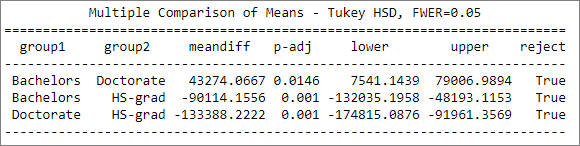 Multiple Comparison of Means - Tukey HSD, FWER=0.05
====================================================================
group1 group2 meandiff p-adj lower upper reject
--------------------------------------------------------------------
Bachelors Doctorate 43274.0667 0.0146 7541.1439 79006.9894 True
Bachelors HS-grad -90114.1556 0.001 -132035.1958 -48193.1153 True
Doctorate HS-grad -133388.2222 0.001 -174815.0876 -91961.3569 True
--------------------------------------------------------------------